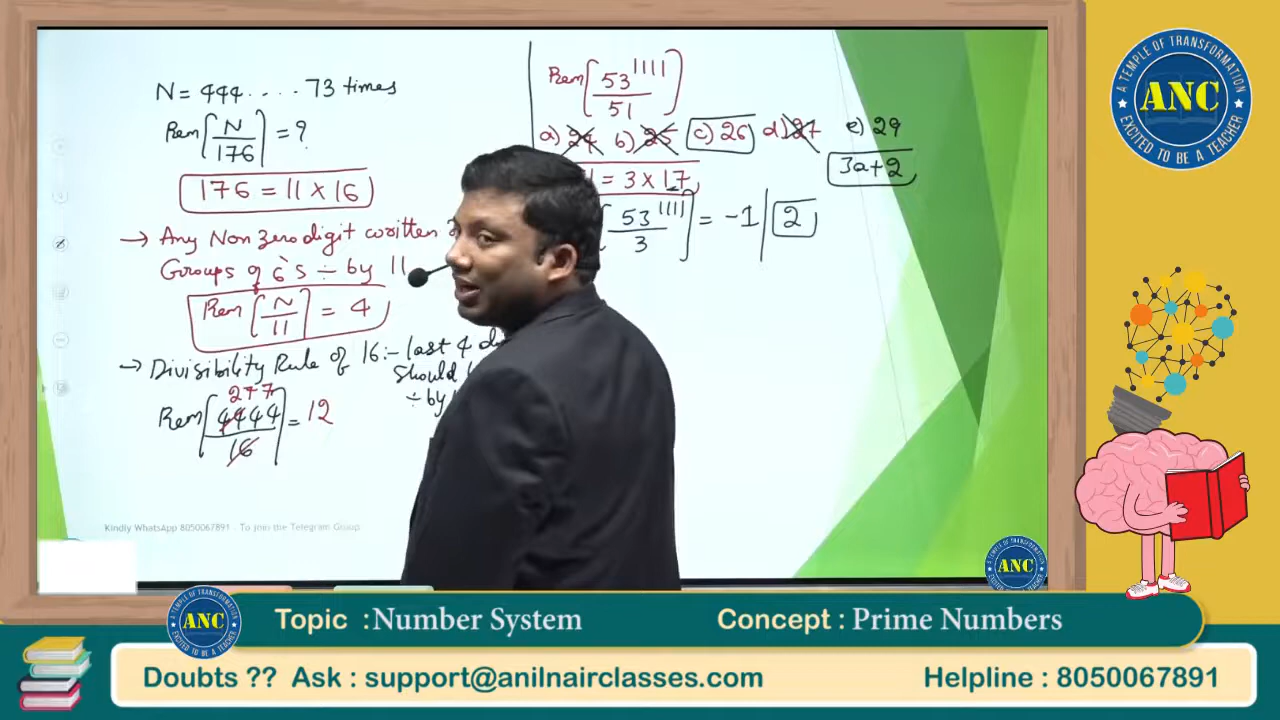 N = 444 .... 73 times
Rem[N/176] = ?
176 = 11 x 16
→ Any Non zero digit written
Groups of 6's ÷ by 11
Rem[N/11] = 4
→ Divisibility Rule of 16:- last 4
Should
÷ by
2 + 7
Rem[4444/16] = 12
Kindly WhatsApp 8050067891 - To join the Telegram Group
Rem[53^1111/51]
a) 24 b) 25 c) 26 d) 27 e) 29
= 3 x 17
3a+2
53^1111/3 = -1 | 2
A TEMPLE OF TRANSFORMATION
ANC
EXCITED TO BE A TEACHER
ANC
ANC
Topic : Number System
Concept : Prime Numbers
Doubts ?? Ask : support@anilnairclasses.com
Helpline : 8050067891